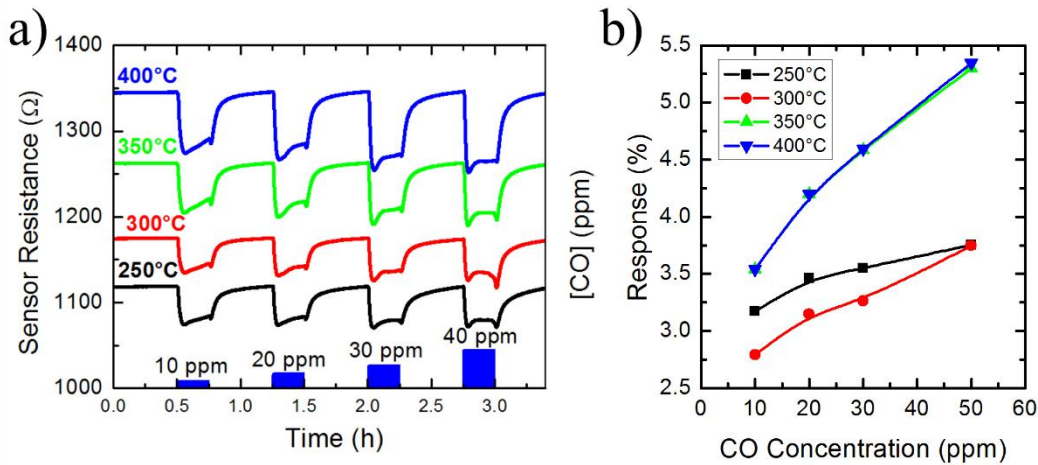 a)
1400
1300
1200
1100
1000
Sensor Resistance (Ω)
400°C
350°C
300°C
250°C
10 ppm
20 ppm
30 ppm
40 ppm
0.0 0.5 1.0 1.5 2.0 2.5 3.0
Time (h)
[CO] (ppm)
b)
5.5
5.0
4.5
4.0
3.5
3.0
2.5
Response (%)
250°C
300°C
350°C
400°C
0 10 20 30 40 50 60
CO Concentration (ppm)